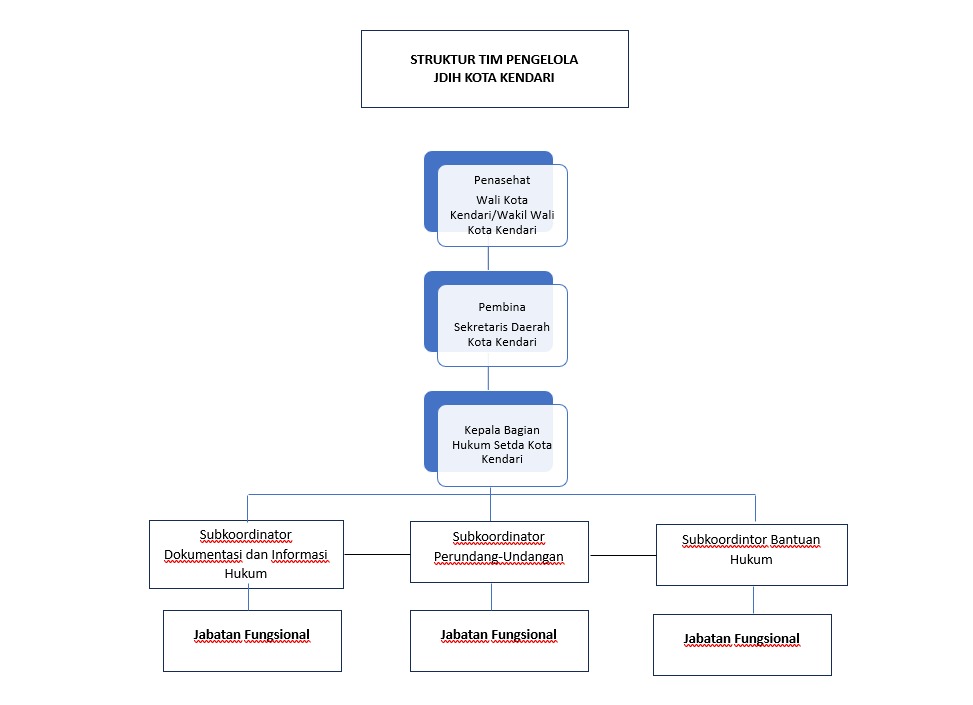 STRUKTUR TIM PENGELOLA
JDIH KOTA KENDARI
Penasehat
Wali Kota
Kendari/Wakil Wali
Kota Kendari
Pembina
Sekretaris Daerah
Kota Kendari
Kepala Bagian
Hukum Setda Kota
Kendari
Subkoordinator
Dokumentasi dan Informasi
Hukum
Subkoordinator
Perundang-Undangan
Subkoordintor Bantuan
Hukum
Jabatan Fungsional
Jabatan Fungsional
Jabatan Fungsional